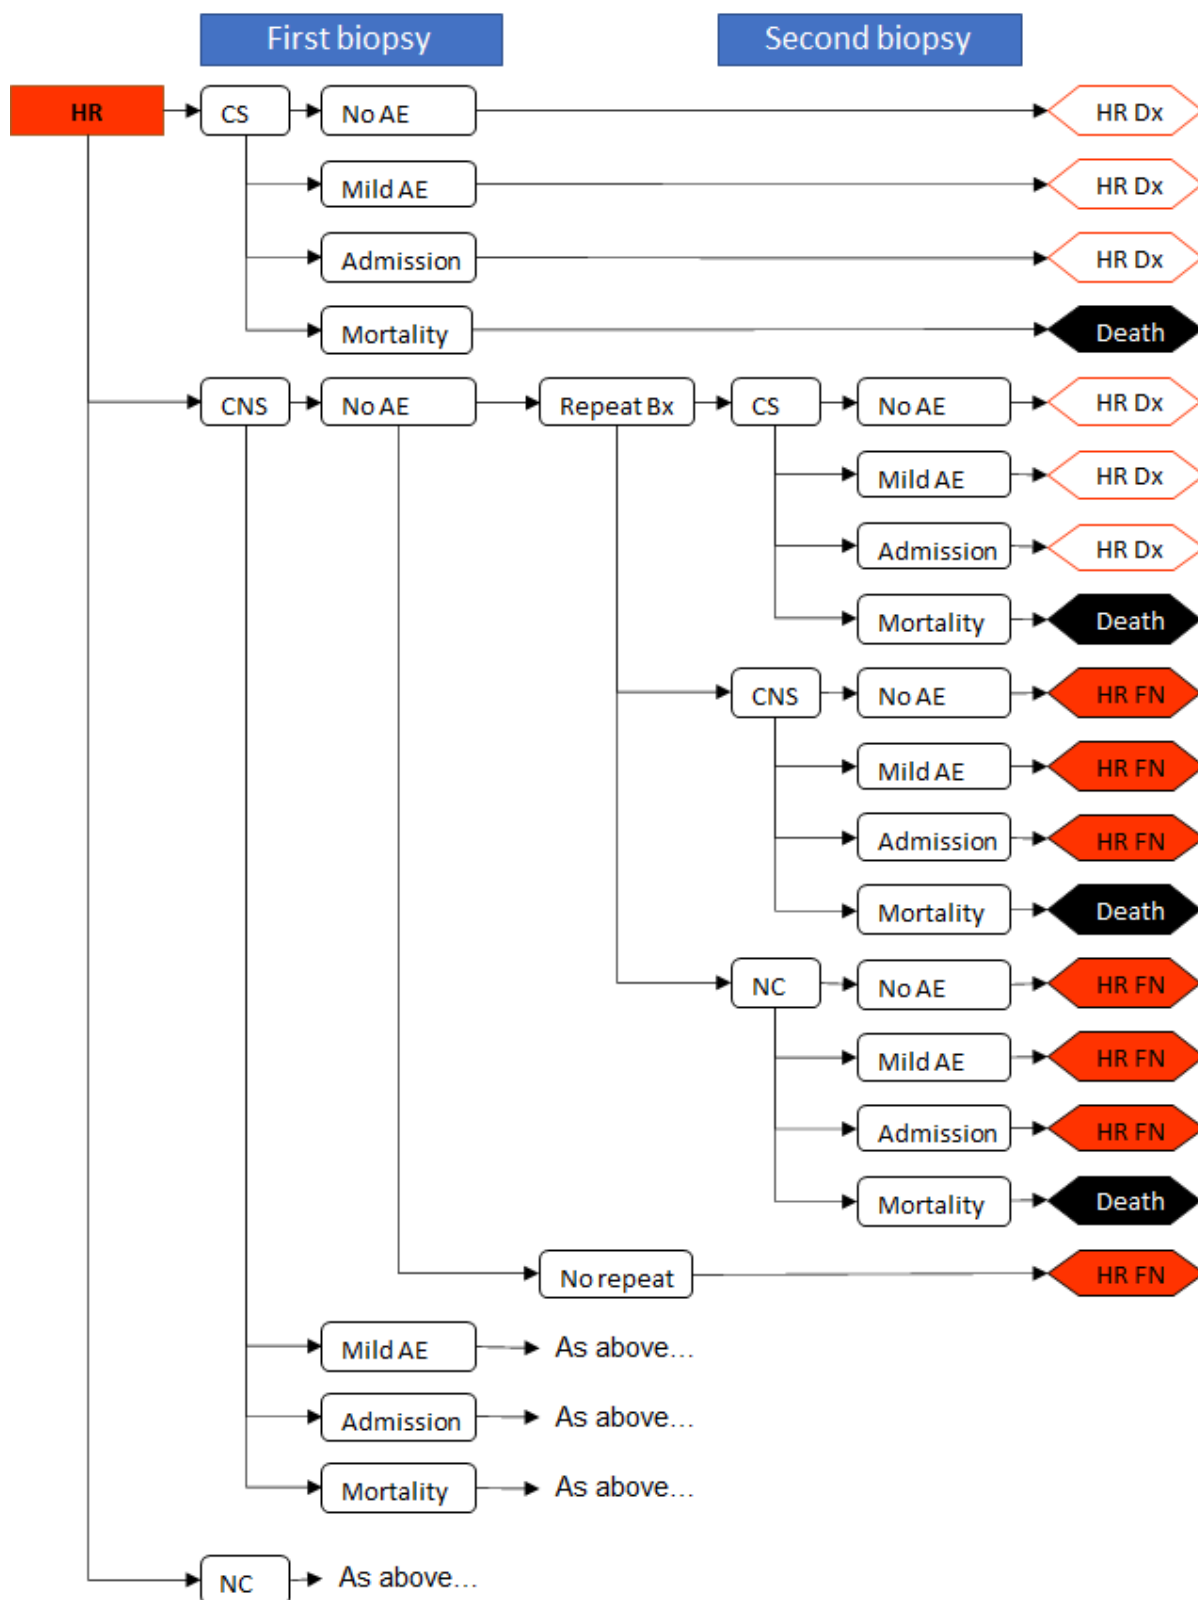 First biopsy Second biopsy
HR CS No AE HR Dx
Mild AE HR Dx
Admission HR Dx
Mortality Death
CNS No AE Repeat Bx CS No AE HR Dx
Mild AE HR Dx
Admission HR Dx
Mortality Death
CNS No AE HR FN
Mild AE HR FN
Admission HR FN
Mortality Death
NC No AE HR FN
Mild AE HR FN
Admission HR FN
Mortality Death
No repeat HR FN
Mild AE As above...
Admission As above...
Mortality As above...
NC As above...